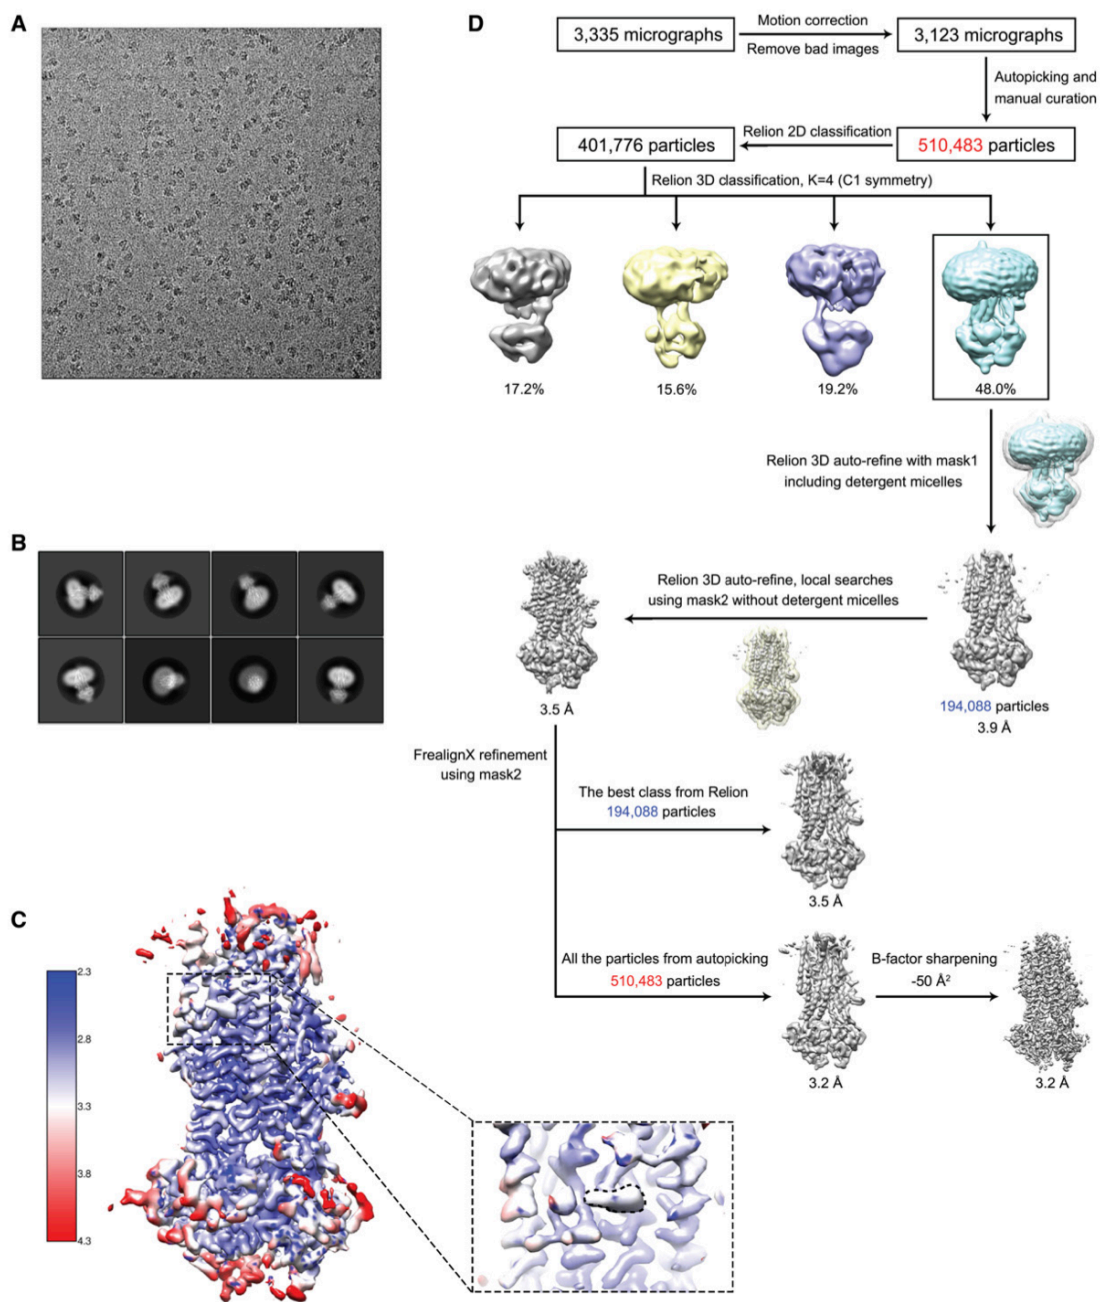 A
D
3,335 micrographs
Motion correction
Remove bad images
3,123 micrographs
Autopicking and
manual curation
401,776 particles
Relion 2D classification
510,483 particles
Relion 3D classification, K=4 (C1 symmetry)
17.2%
15.6%
19.2%
48.0%
Relion 3D auto-refine with mask1
including detergent micelles
B
Relion 3D auto-refine, local searches
using mask2 without detergent micelles
3.5 Å
194,088 particles
3.9 Å
FrealignX refinement
using mask2
The best class from Relion
194,088 particles
3.5 Å
C
2.3
2.8
3.3
3.8
4.3
All the particles from autopicking
510,483 particles
B-factor sharpening
-50 Å²
3.2 Å
3.2 Å